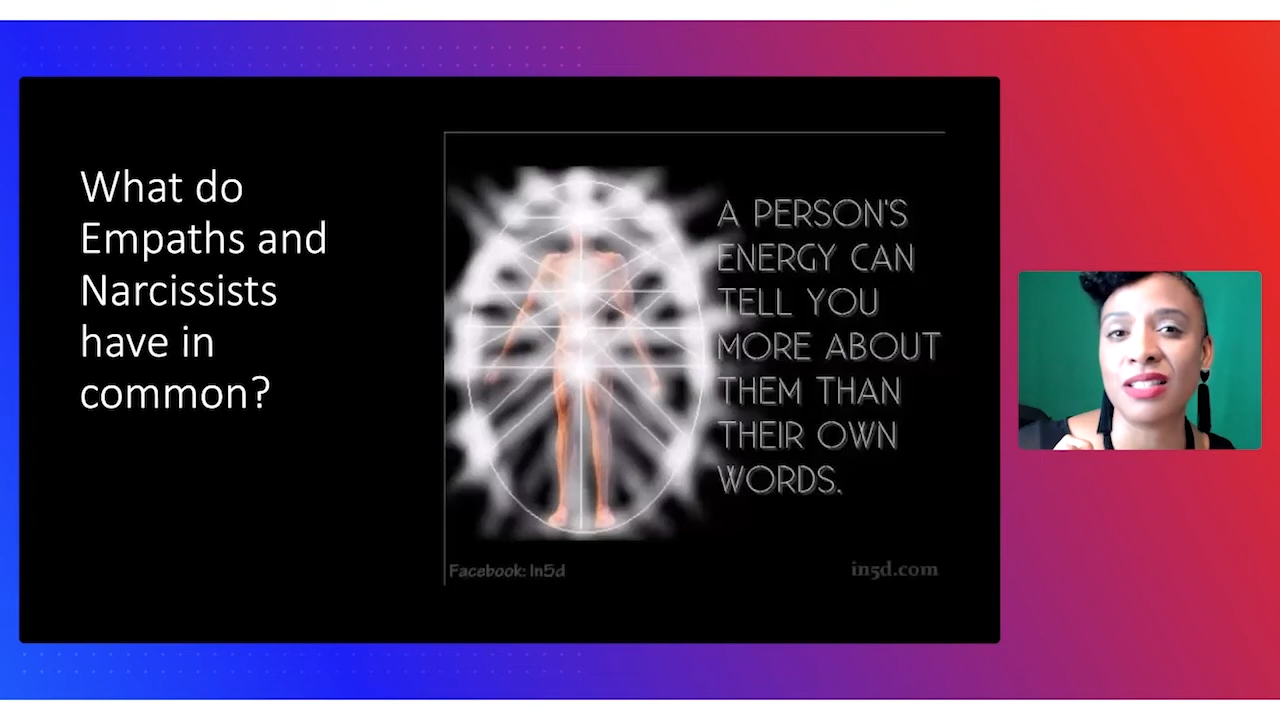 What do
Empaths and
Narcissists
have in
common?
A PERSON'S
ENERGY CAN
TELL YOU
MORE ABOUT
THEM THAN
THEIR OWN
WORDS.
Facebook: In5d
in5d.com